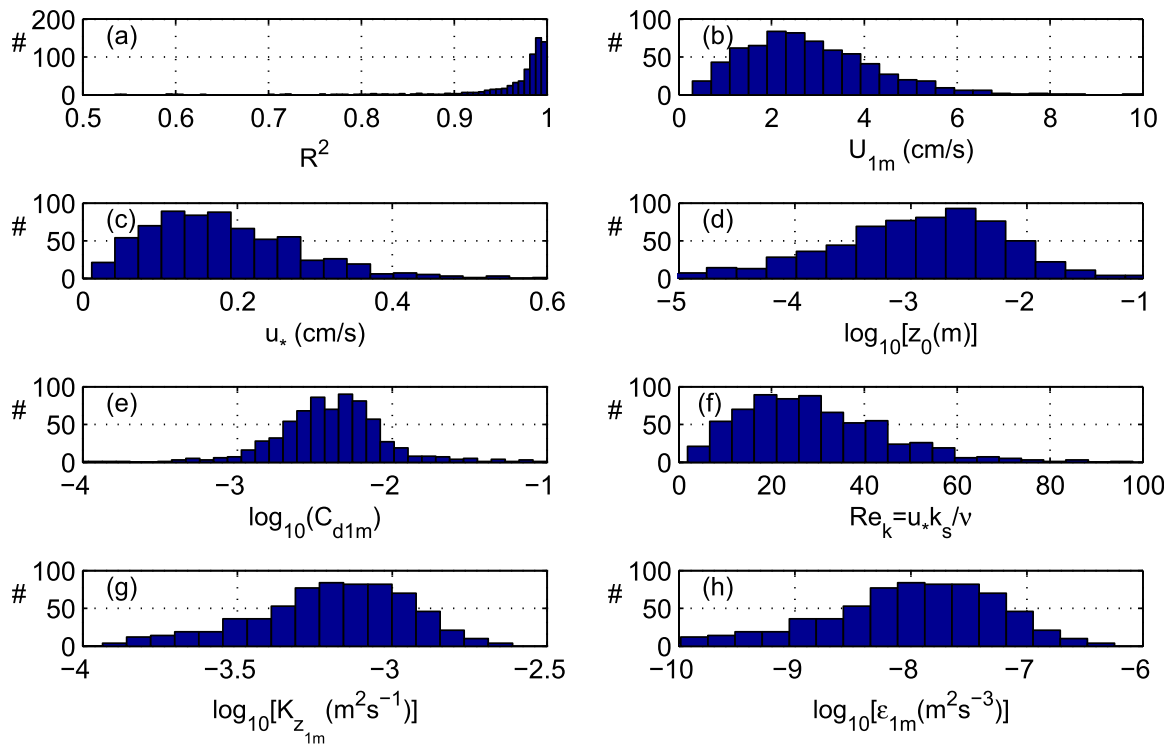 200
# 100
0
(a)
0.5 0.6 0.7 0.8 0.9 1
R²
100
# 50
0
(b)
0 2 4 6 8 10
U₁ₘ (cm/s)
100
# 50
0
(c)
0 0.2 0.4 0.6
u* (cm/s)
100
# 50
0
(d)
−5 −4 −3 −2 −1
log₁₀[z₀(m)]
100
# 50
0
(e)
−4 −3 −2 −1
log₁₀(C_d1m)
100
# 50
0
(f)
0 20 40 60 80 100
Re_k=u*k_s/ν
100
# 50
0
(g)
−4 −3.5 −3 −2.5
log₁₀[K_z₁ₘ (m²s⁻¹)]
100
# 50
0
(h)
−10 −9 −8 −7 −6
log₁₀[ε₁ₘ(m²s⁻³)]